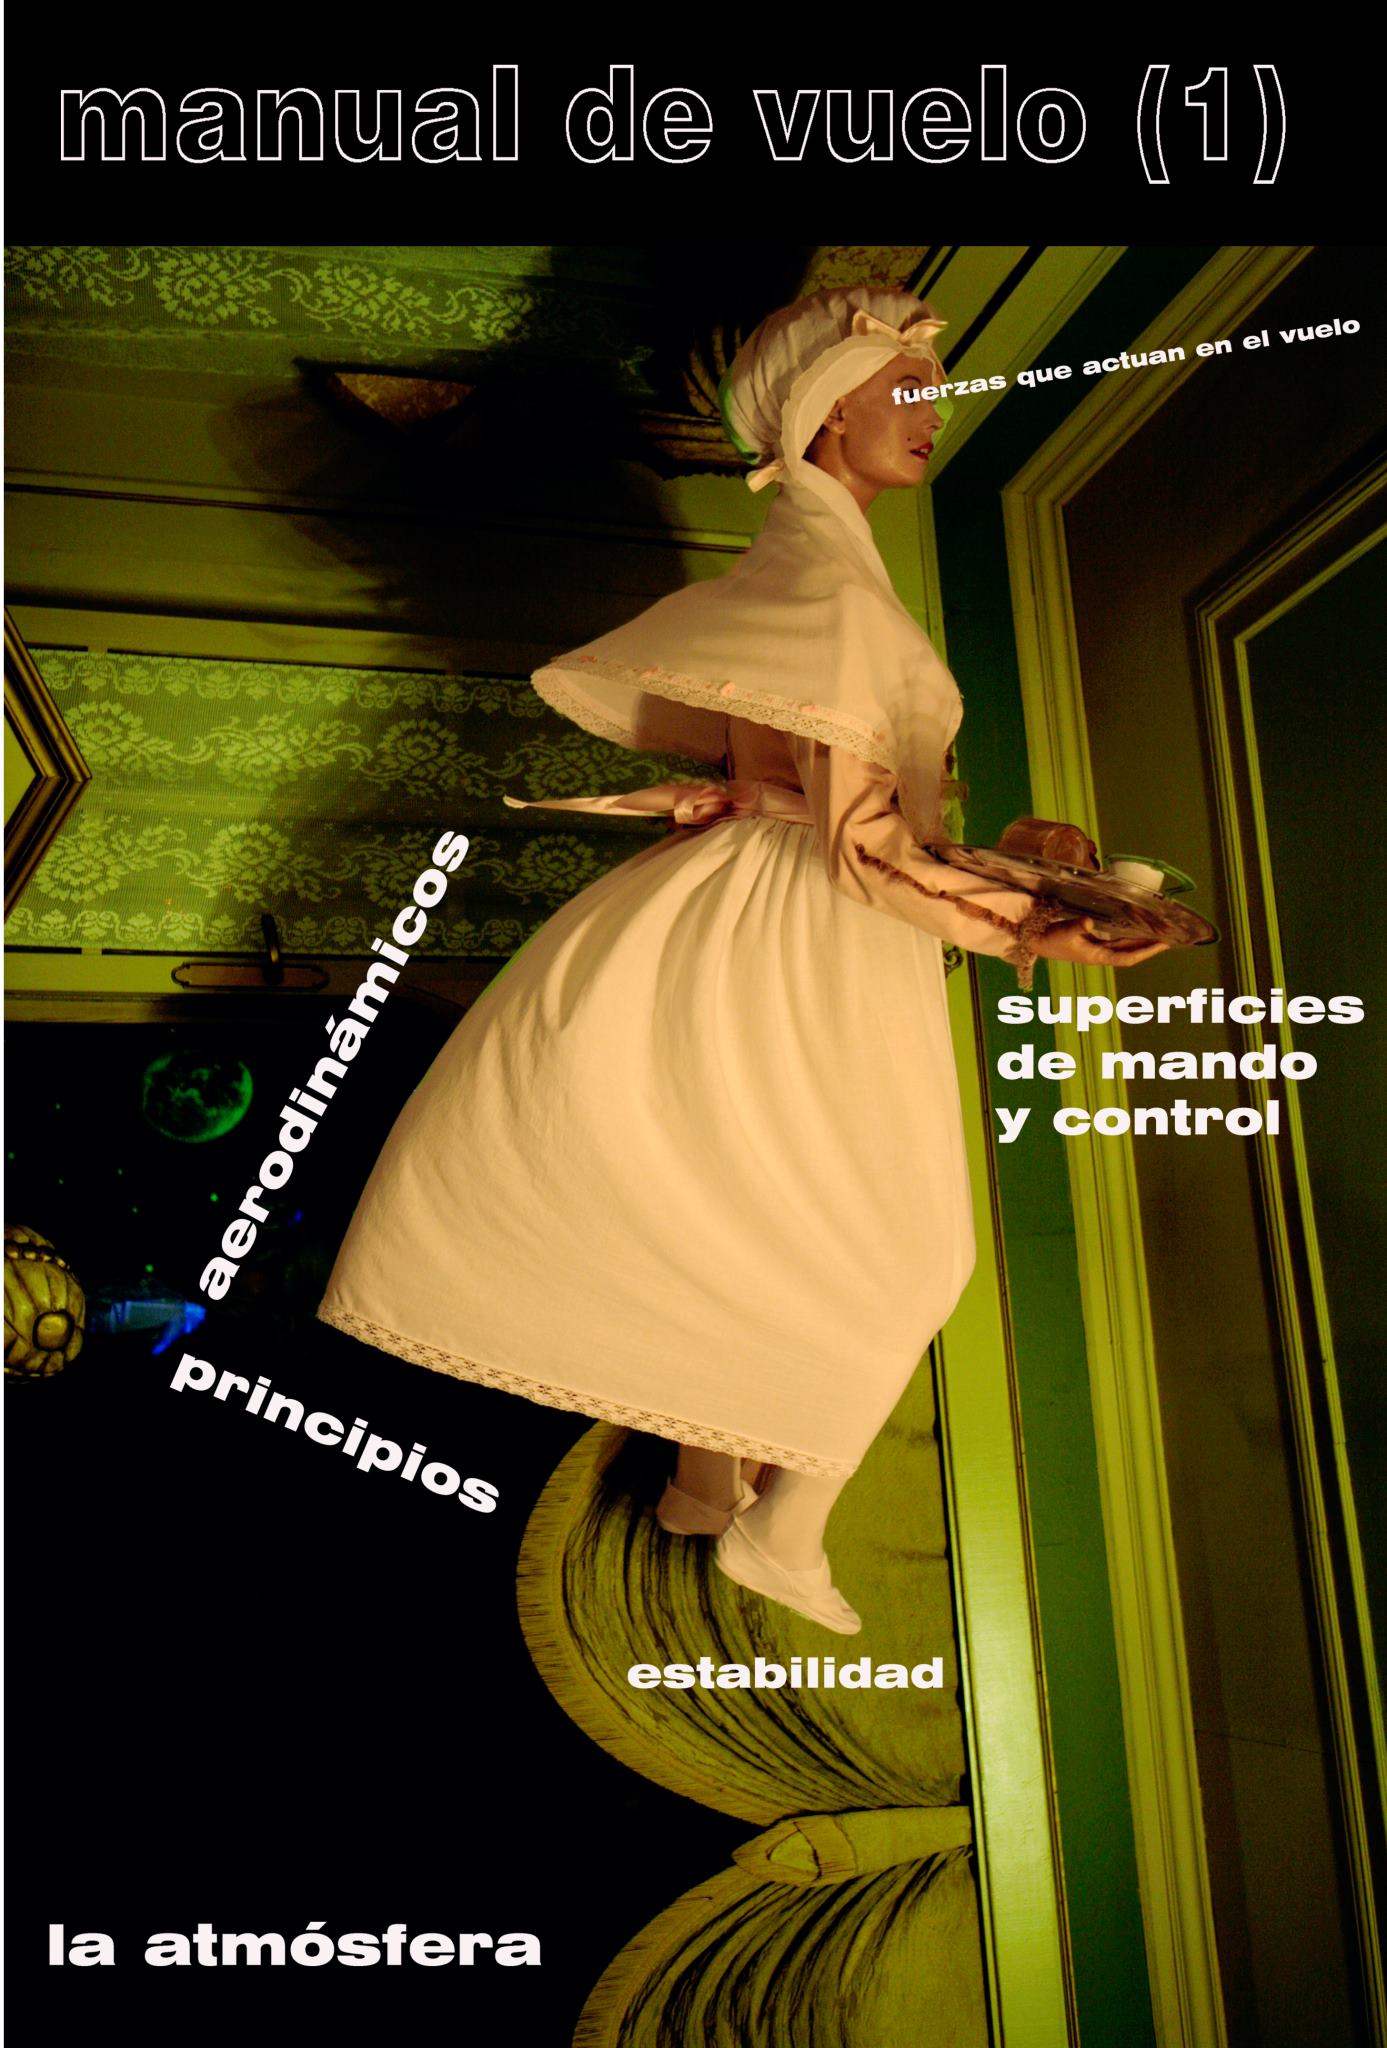 manual de vuelo (1)
fuerzas que actuan en el vuelo
aerodinámicos
superficies
de mando
y control
principios
estabilidad
la atmósfera